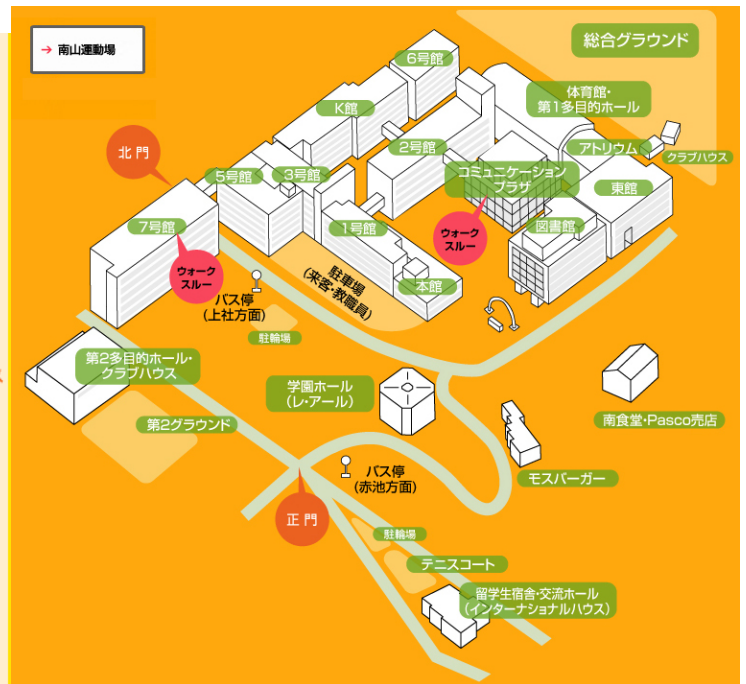 → 南山運動場
総合グラウンド
6号館
体育館・
第1多目的ホール
K館
2号館
アトリウム
クラブハウス
北門
5号館
3号館
コミュニケーション
プラザ
東館
7号館
1号館
ウォーク
スルー
図書館
ウォーク
スルー
駐車場
(来客・教職員)
本館
バス停
(上社方面)
駐輪場
第2多目的ホール・
クラブハウス
学園ホール
(レ・アール)
第2グラウンド
南食堂・Pasco売店
バス停
(赤池方面)
モスバーガー
正門
駐輪場
テニスコート
留学生宿舎・交流ホール
(インターナショナルハウス)